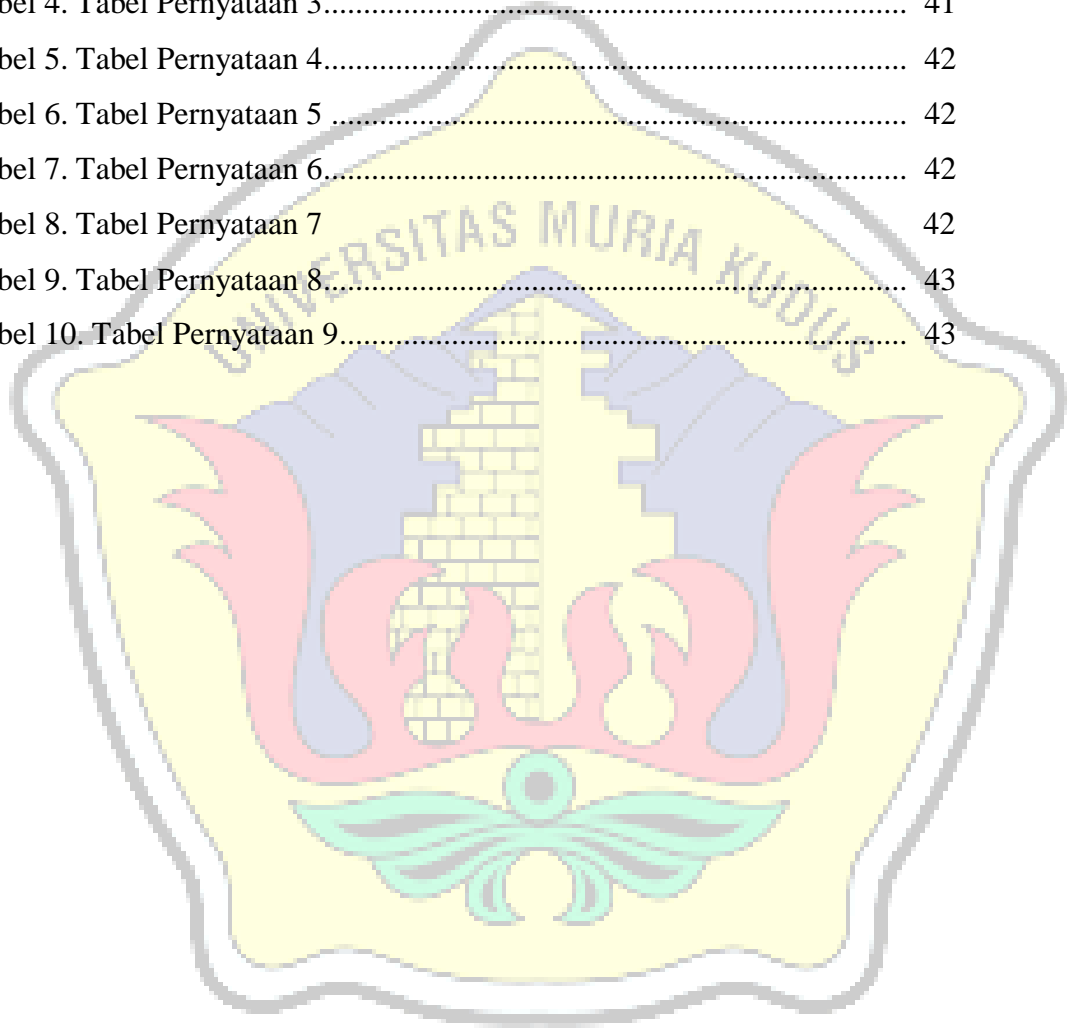 bel 4. Tabel Pernyataan 3.......................................................................... 41
bel 5. Tabel Pernyataan 4.......................................................................... 42
bel 6. Tabel Pernyataan 5 ......................................................................... 42
bel 7. Tabel Pernyataan 6.......................................................................... 42
bel 8. Tabel Pernyataan 7 42
bel 9. Tabel Pernyataan 8.......................................................................... 43
bel 10. Tabel Pernyataan 9........................................................................ 43
UNIVERSITAS MURIA KUDUS